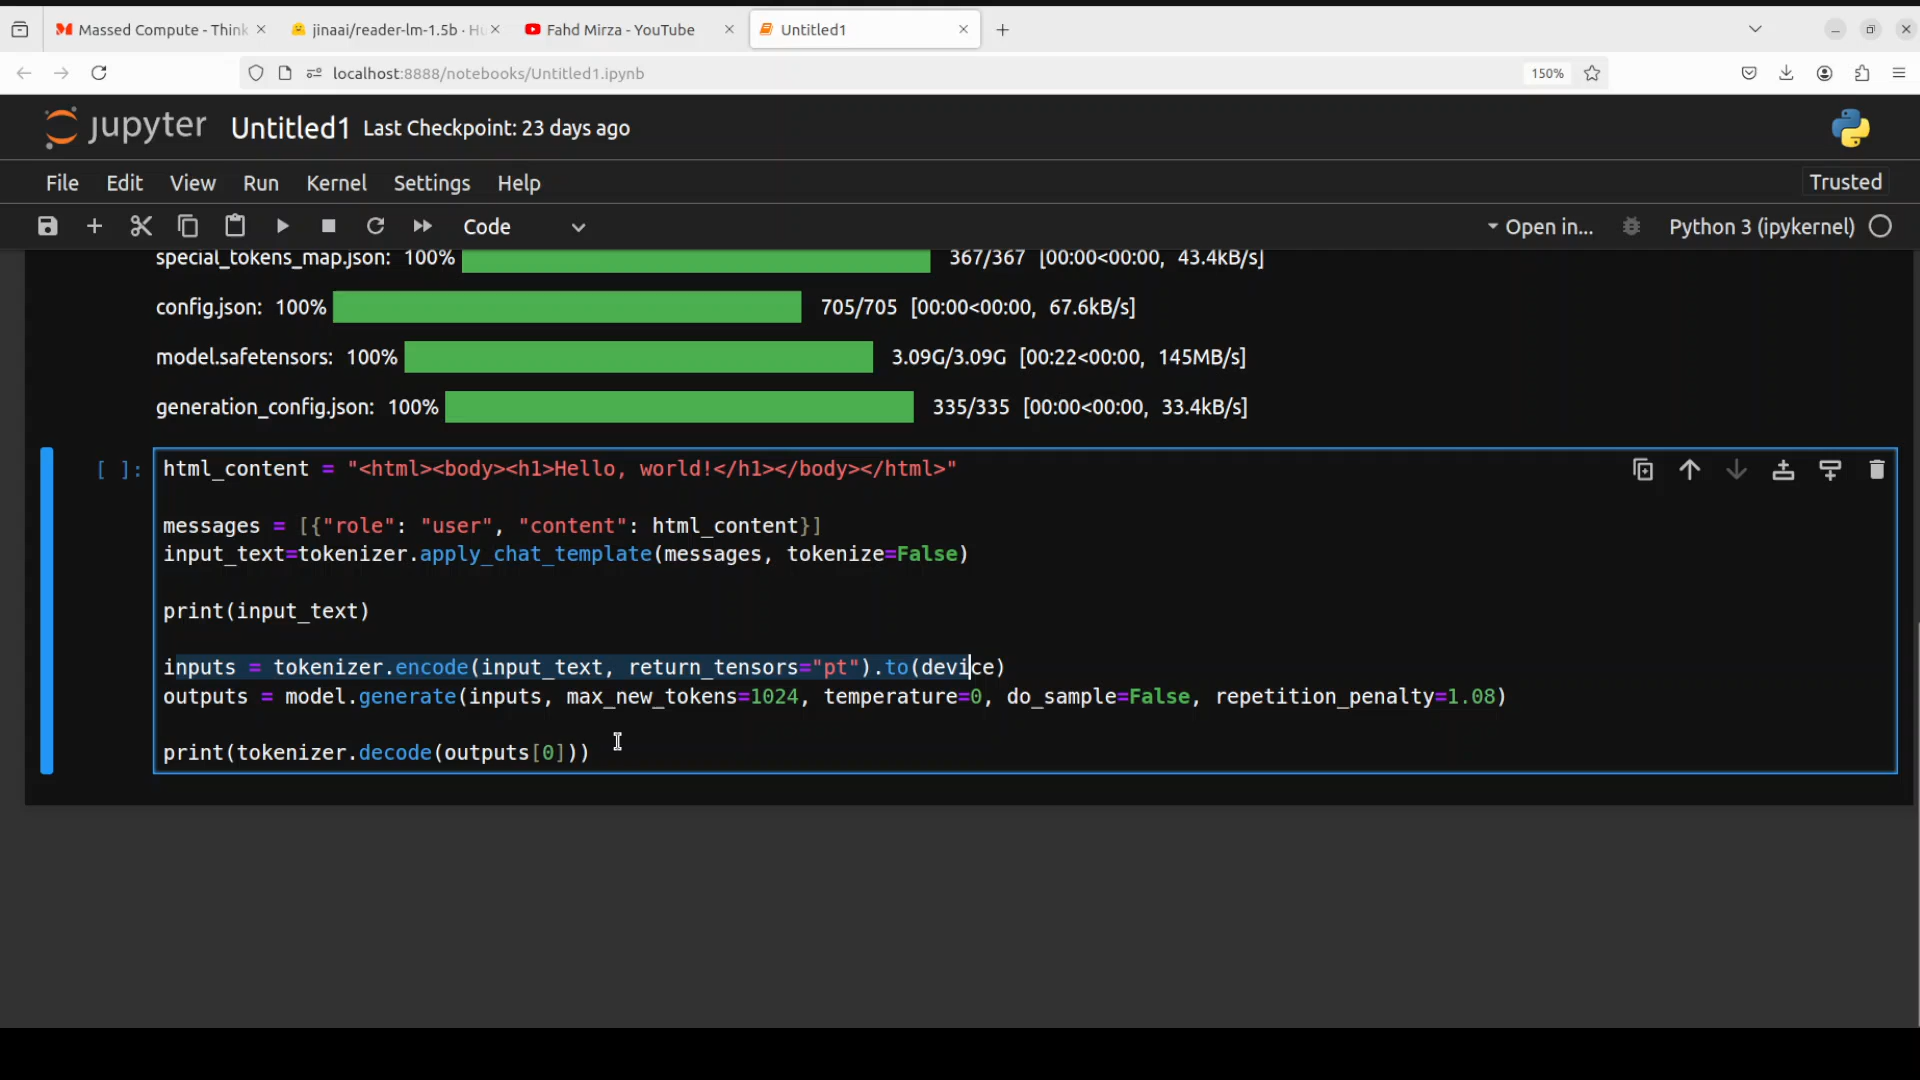 Massed Compute - Think
jinaai/reader-lm-1.5b · Hu
Fahd Mirza - YouTube
Untitled1
localhost:8888/notebooks/Untitled1.ipynb
150%
jupyter Untitled1 Last Checkpoint: 23 days ago
File Edit View Run Kernel Settings Help
Trusted
Code
Open in...
Python 3 (ipykernel)
special_tokens_map.json: 100% 367/367 [00:00<00:00, 43.4kB/s]
config.json: 100% 705/705 [00:00<00:00, 67.6kB/s]
model.safetensors: 100% 3.09G/3.09G [00:22<00:00, 145MB/s]
generation_config.json: 100% 335/335 [00:00<00:00, 33.4kB/s]
[ ]: html_content = "<html><body><h1>Hello, world!</h1></body></html>"
messages = [{"role": "user", "content": html_content}]
input_text=tokenizer.apply_chat_template(messages, tokenize=False)
print(input_text)
inputs = tokenizer.encode(input_text, return_tensors="pt").to(device)
outputs = model.generate(inputs, max_new_tokens=1024, temperature=0, do_sample=False, repetition_penalty=1.08)
print(tokenizer.decode(outputs[0]))